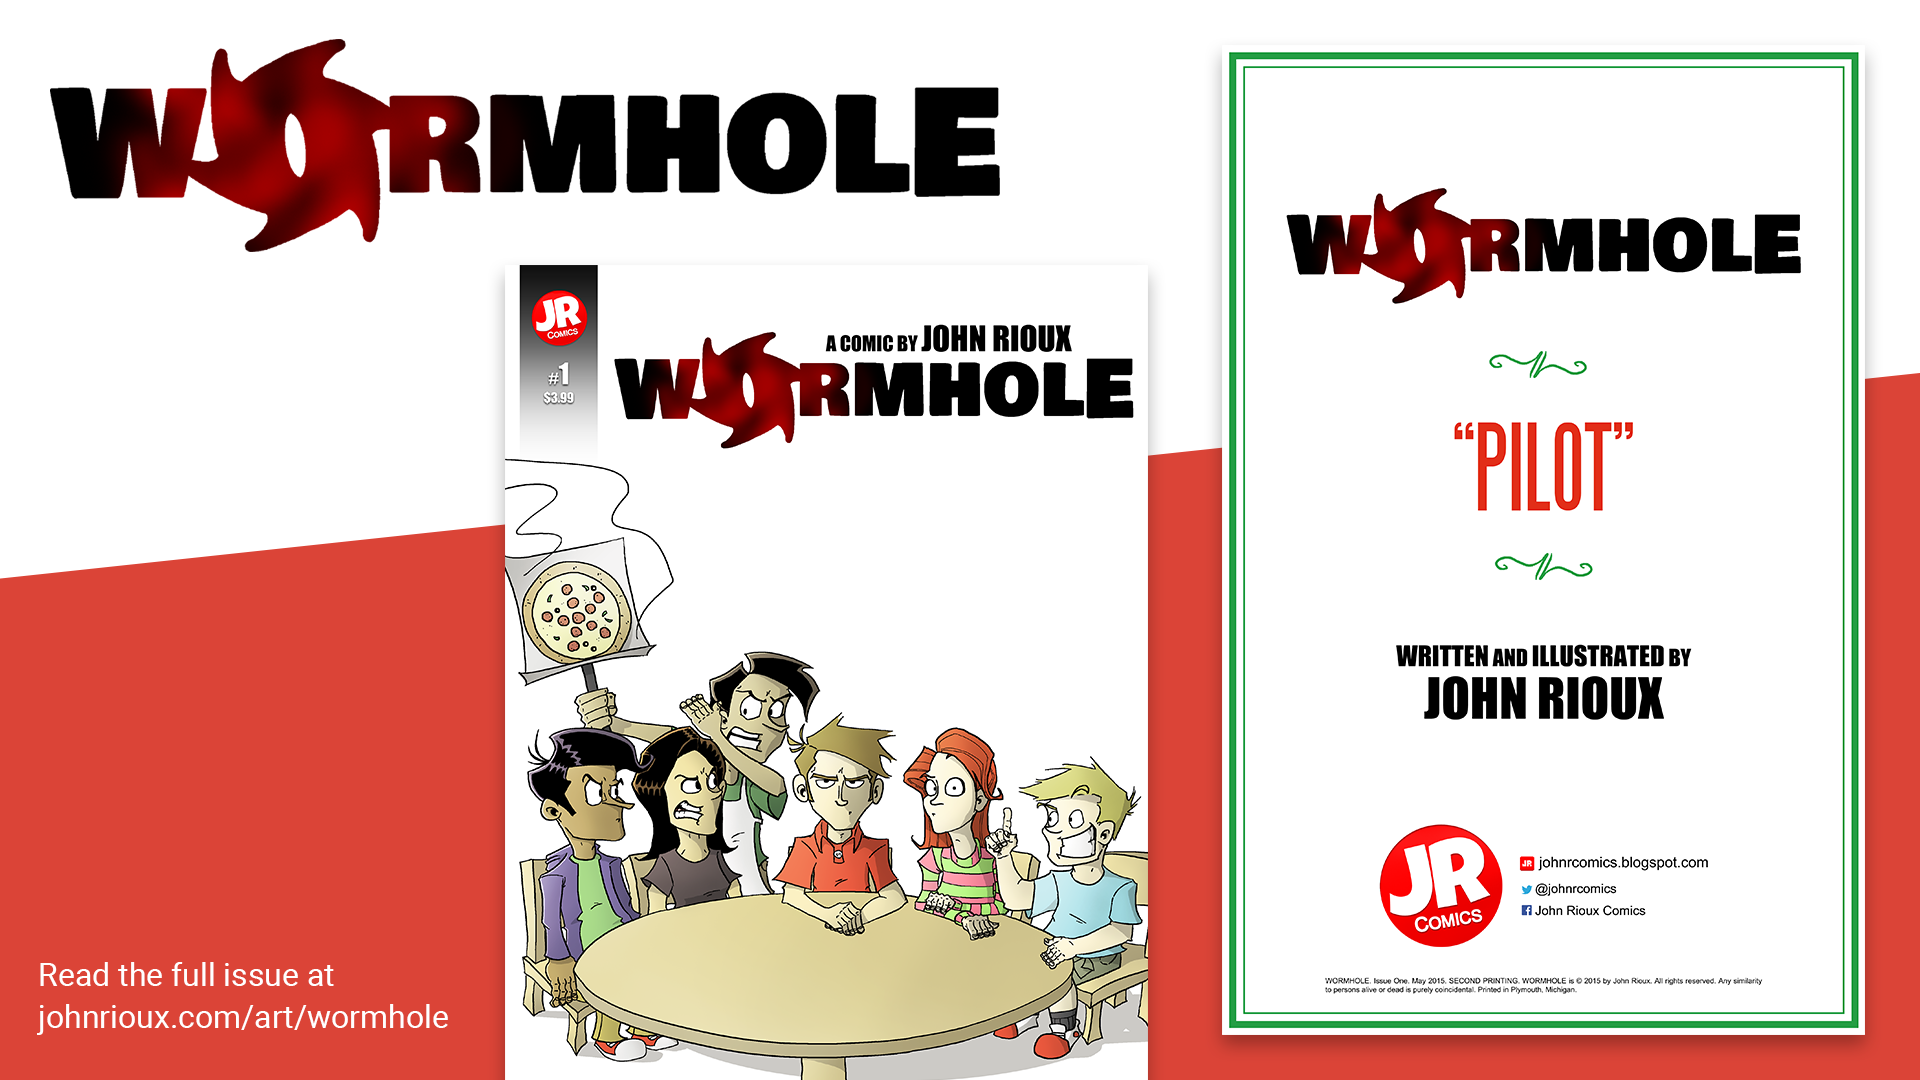 WORMHOLE
JR
COMICS
#1
$3.99
A COMIC BY JOHN RIOUX
WORMHOLE
Read the full issue at
johnrioux.com/art/wormhole
WORMHOLE
“PILOT”
WRITTEN AND ILLUSTRATED BY
JOHN RIOUX
JR
COMICS
JR johnrcomics.blogspot.com
@johnrcomics
John Rioux Comics
WORMHOLE. Issue One. May 2015. SECOND PRINTING. WORMHOLE is © 2015 by John Rioux. All rights reserved. Any similarity
to persons alive or dead is purely coincidental. Printed in Plymouth, Michigan.